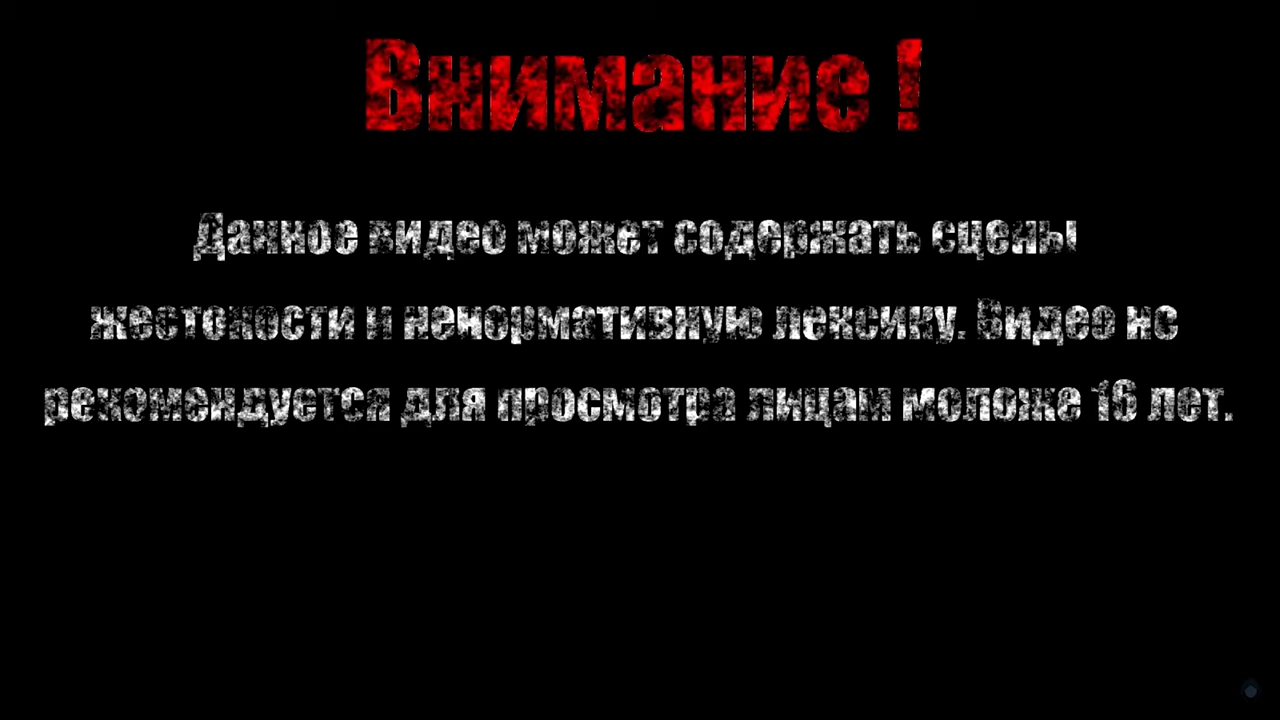 Внимание !
Данное видео может содержать сцены
жестокости и ненормативную лексику. Видео не
рекомендуется для просмотра лицам моложе 16 лет.